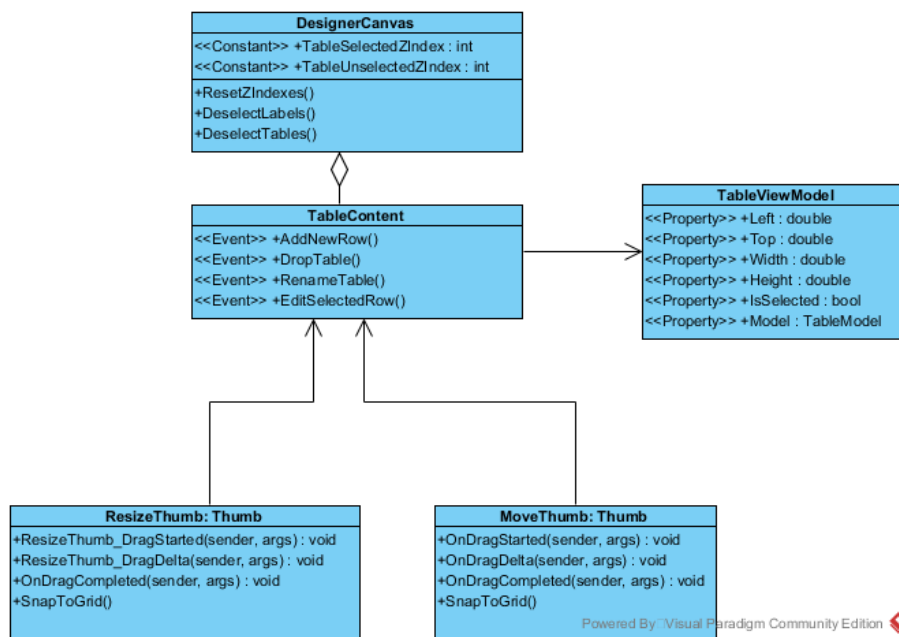 DesignerCanvas
<<Constant>> +TableSelectedZIndex : int
<<Constant>> +TableUnselectedZIndex : int
+ResetZIndexes()
+DeselectLabels()
+DeselectTables()
TableContent
<<Event>> +AddNewRow()
<<Event>> +DropTable()
<<Event>> +RenameTable()
<<Event>> +EditSelectedRow()
TableViewModel
<<Property>> +Left : double
<<Property>> +Top : double
<<Property>> +Width : double
<<Property>> +Height : double
<<Property>> +IsSelected : bool
<<Property>> +Model : TableModel
ResizeThumb: Thumb
+ResizeThumb_DragStarted(sender, args) : void
+ResizeThumb_DragDelta(sender, args) : void
+OnDragCompleted(sender, args) : void
+SnapToGrid()
MoveThumb: Thumb
+OnDragStarted(sender, args) : void
+OnDragDelta(sender, args) : void
+OnDragCompleted(sender, args) : void
+SnapToGrid()
Powered By Visual Paradigm Community Edition